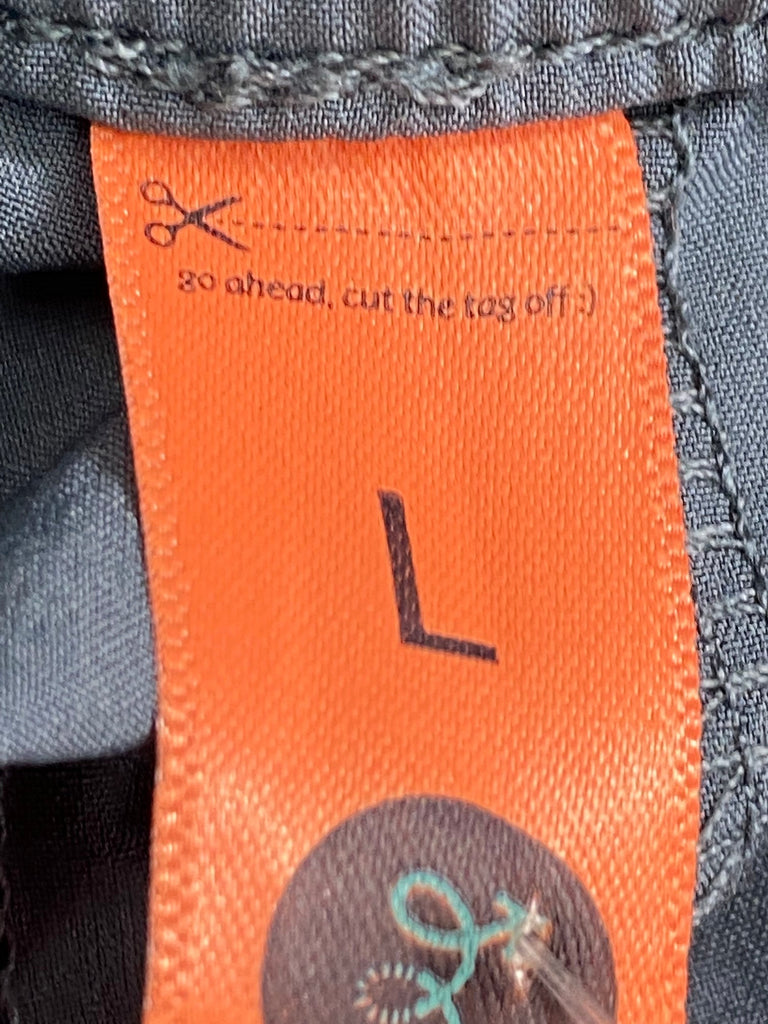 go ahead, cut the tag off :)
L